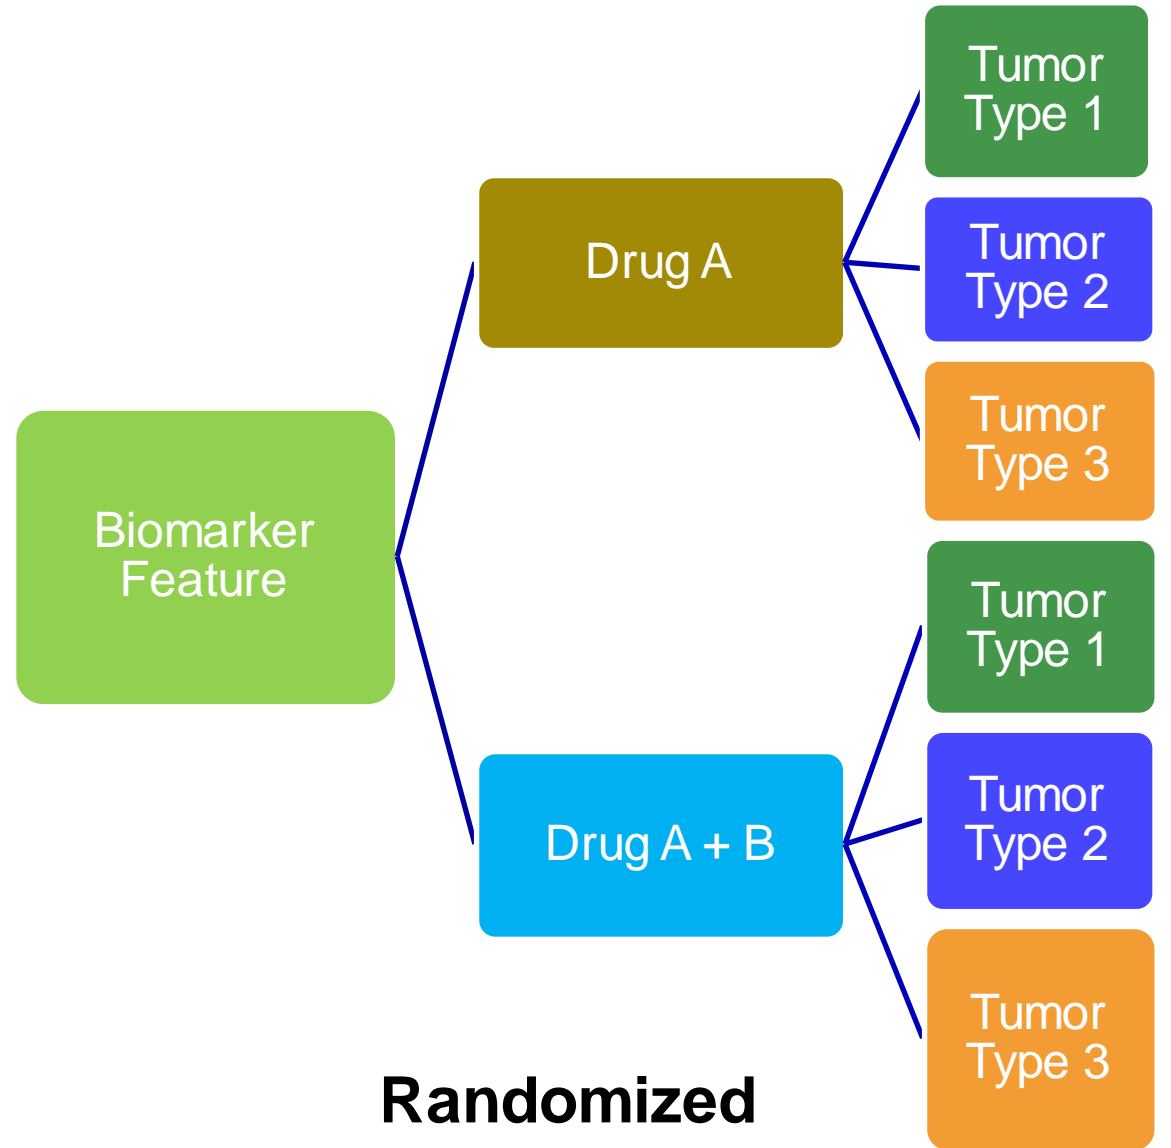 Biomarker
Feature
Drug A
Tumor
Type 1
Tumor
Type 2
Tumor
Type 3
Drug A + B
Tumor
Type 1
Tumor
Type 2
Tumor
Type 3
Randomized